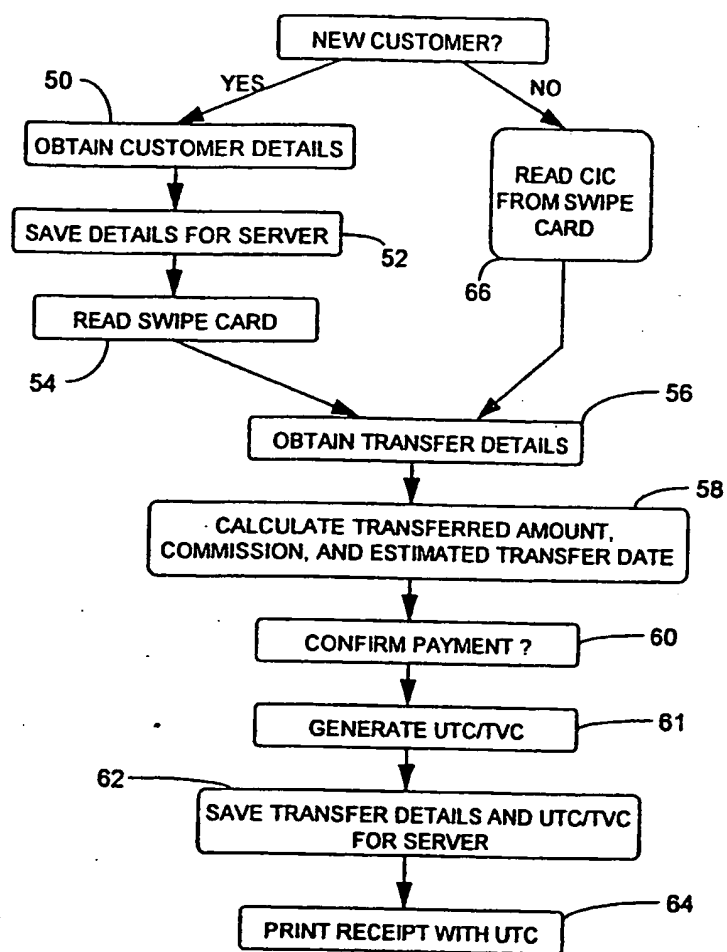 NEW CUSTOMER?
YES
NO
50
OBTAIN CUSTOMER DETAILS
READ CIC
FROM SWIPE
CARD
66
SAVE DETAILS FOR SERVER
52
READ SWIPE CARD
54
56
OBTAIN TRANSFER DETAILS
58
CALCULATE TRANSFERRED AMOUNT,
COMMISSION, AND ESTIMATED TRANSFER DATE
CONFIRM PAYMENT ?
60
GENERATE UTC/TVC
61
62
SAVE TRANSFER DETAILS AND UTC/TVC
FOR SERVER
64
PRINT RECEIPT WITH UTC